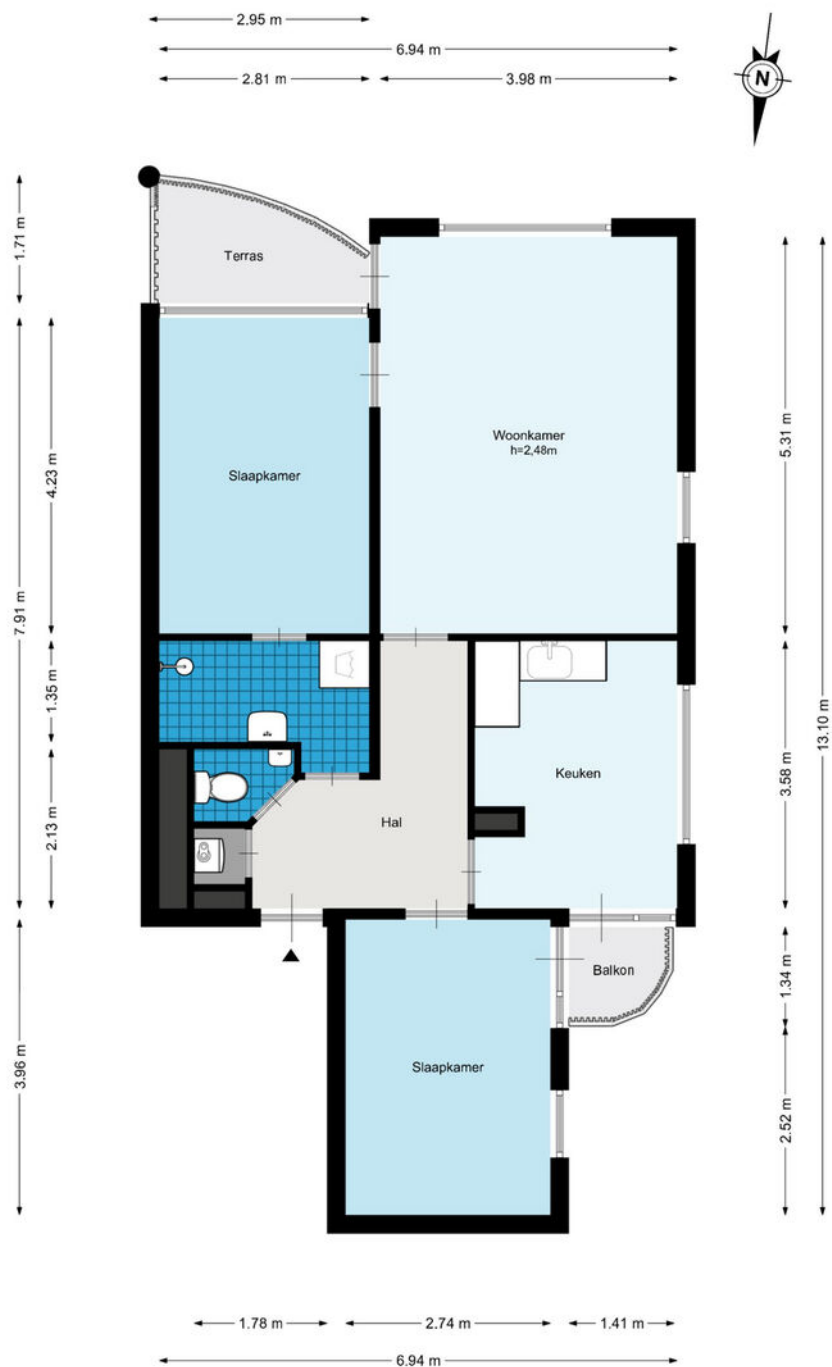 2.95 m
6.94 m
2.81 m
3.98 m
N
1.71 m
Terras
7.91 m
4.23 m
Slaapkamer
Woonkamer
h=2,48m
5.31 m
13.10 m
1.35 m
2.13 m
Hal
Keuken
3.58 m
3.96 m
Balkon
1.34 m
Slaapkamer
2.52 m
1.78 m
2.74 m
1.41 m
6.94 m